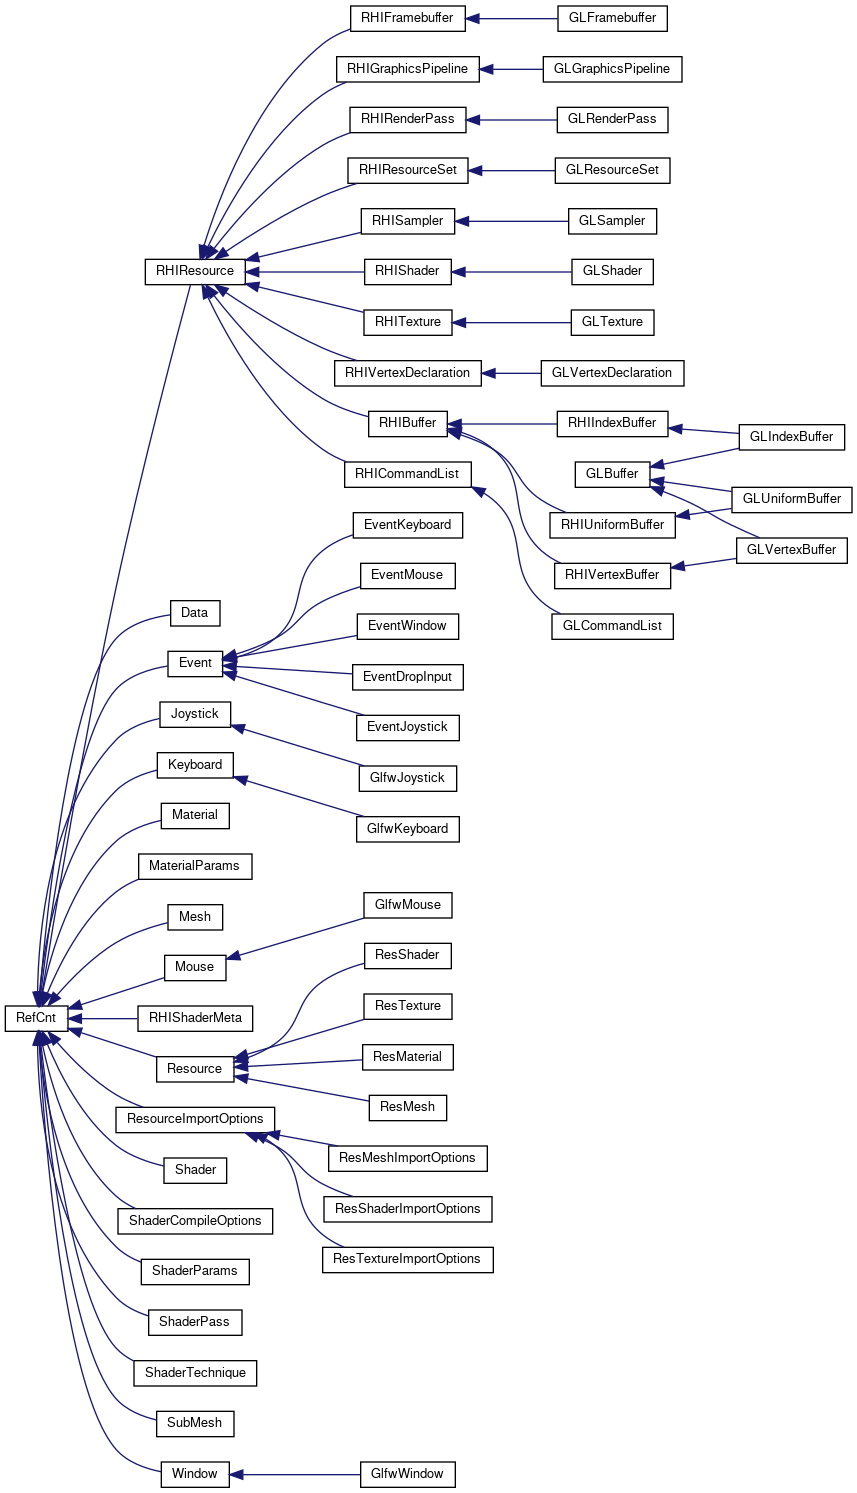 RHIFramebuffer
GLFramebuffer
RHIGraphicsPipeline
GLGraphicsPipeline
RHIRenderPass
GLRenderPass
RHIResourceSet
GLResourceSet
RHISampler
GLSampler
RHIResource
RHIShader
GLShader
RHITexture
GLTexture
RHIVertexDeclaration
GLVertexDeclaration
RHIBuffer
RHIIndexBuffer
GLIndexBuffer
RHICommandList
GLBuffer
GLUniformBuffer
EventKeyboard
RHIUniformBuffer
GLVertexBuffer
EventMouse
RHIVertexBuffer
Data
EventWindow
GLCommandList
Event
EventDropInput
Joystick
EventJoystick
Keyboard
GlfwJoystick
Material
GlfwKeyboard
MaterialParams
Mesh
GlfwMouse
Mouse
ResShader
RefCnt
RHIShaderMeta
ResTexture
Resource
ResMaterial
ResourceImportOptions
ResMesh
Shader
ResMeshImportOptions
ShaderCompileOptions
ResShaderImportOptions
ShaderParams
ResTextureImportOptions
ShaderPass
ShaderTechnique
SubMesh
Window
GlfwWindow